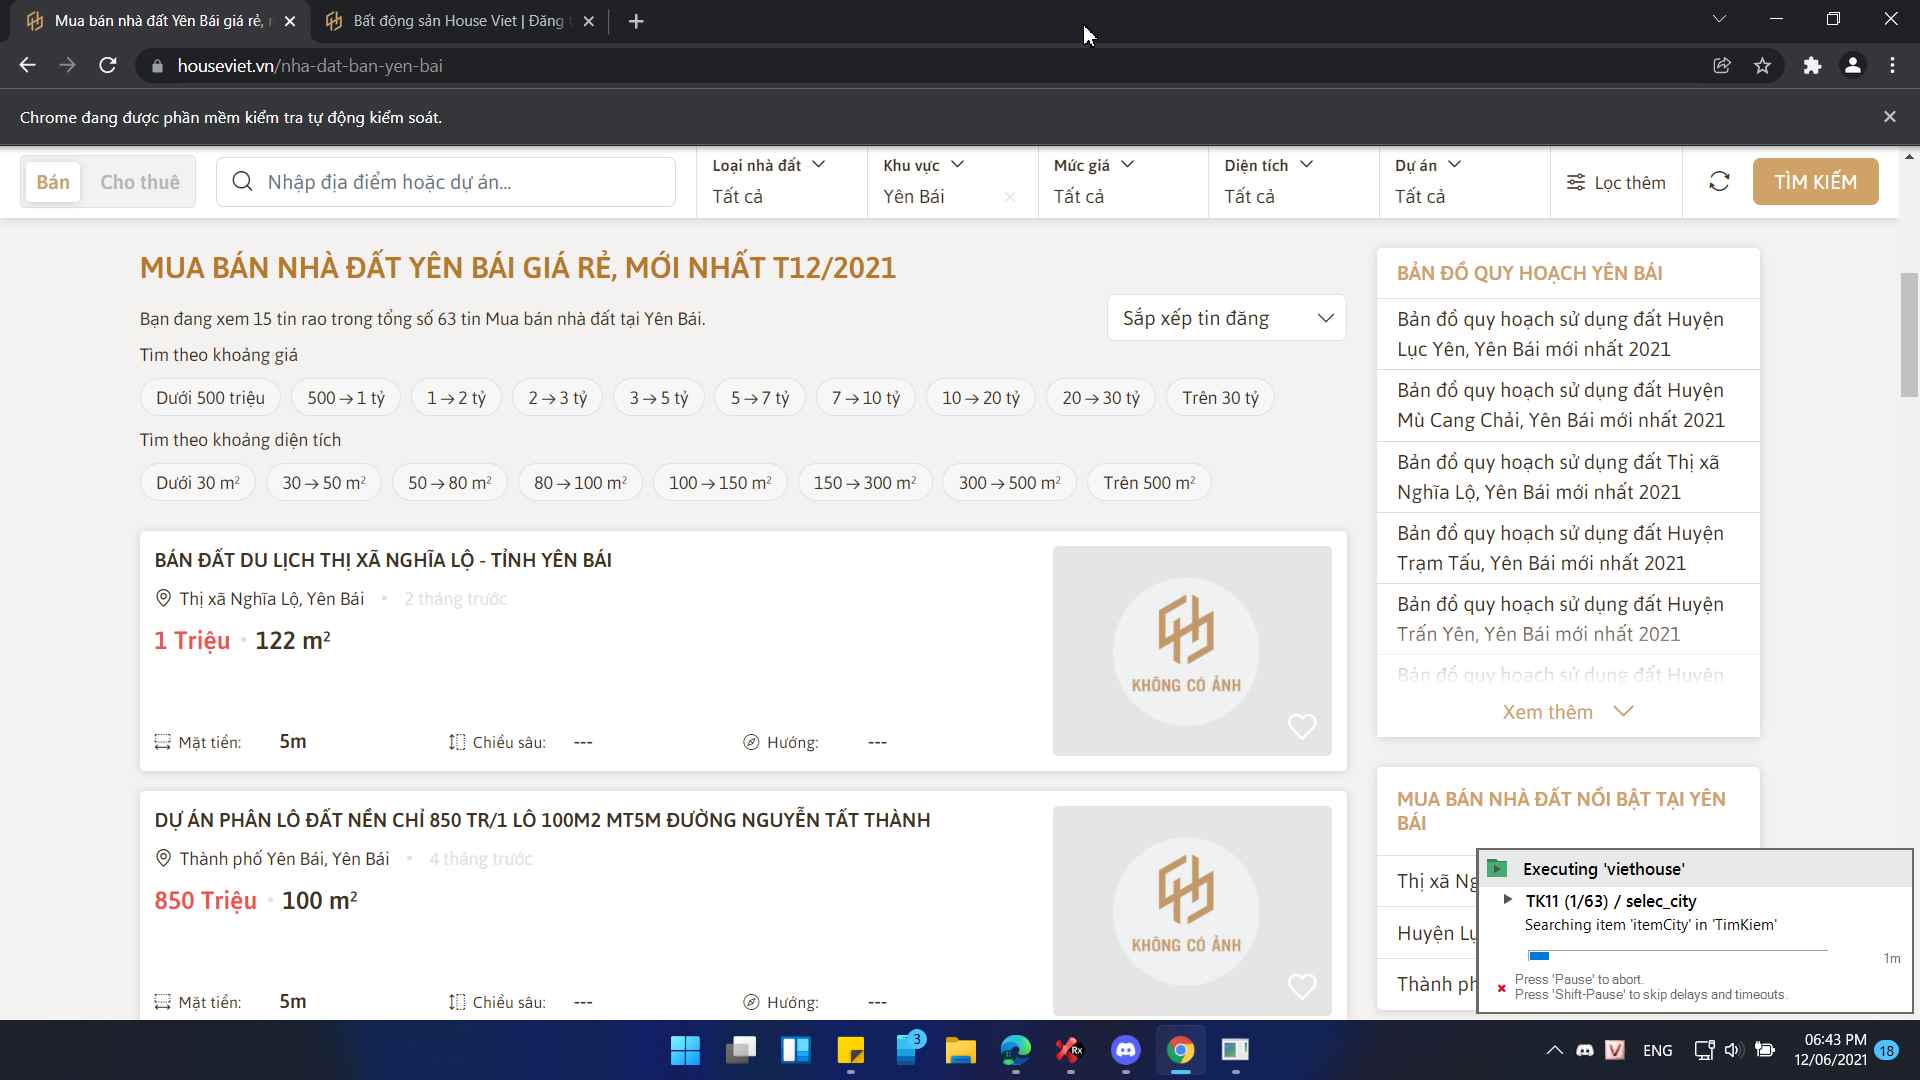 Mua bán nhà đất Yên Bái giá rẻ,
Bất động sản House Viet | Đăng
houseviet.vn/nha-dat-ban-yen-bai
Chrome đang được phần mềm kiểm tra tự động kiểm soát.
Bán
Cho thuê
Nhập địa điểm hoặc dự án...
Loại nhà đất
Tất cả
Khu vực
Yên Bái
Mức giá
Tất cả
Diện tích
Tất cả
Dự án
Tất cả
Lọc thêm
TÌM KIẾM
MUA BÁN NHÀ ĐẤT YÊN BÁI GIÁ RẺ, MỚI NHẤT T12/2021
Bạn đang xem 15 tin rao trong tổng số 63 tin Mua bán nhà đất tại Yên Bái.
Sắp xếp tin đăng
Tìm theo khoảng giá
Dưới 500 triệu
500 → 1 tỷ
1 → 2 tỷ
2 → 3 tỷ
3 → 5 tỷ
5 → 7 tỷ
7 → 10 tỷ
10 → 20 tỷ
20 → 30 tỷ
Trên 30 tỷ
Tìm theo khoảng diện tích
Dưới 30 m²
30 → 50 m²
50 → 80 m²
80 → 100 m²
100 → 150 m²
150 → 300 m²
300 → 500 m²
Trên 500 m²
BÁN ĐẤT DU LỊCH THỊ XÃ NGHĨA LỘ - TỈNH YÊN BÁI
Thị xã Nghĩa Lộ, Yên Bái • 2 tháng trước
1 Triệu • 122 m²
Mặt tiền: 5m
Chiều sâu: ---
Hướng: ---
KHÔNG CÓ ẢNH
DỰ ÁN PHÂN LÔ ĐẤT NỀN CHỈ 850 TR/1 LÔ 100M2 MT5M ĐƯỜNG NGUYỄN TẤT THÀNH
Thành phố Yên Bái, Yên Bái • 4 tháng trước
850 Triệu • 100 m²
Mặt tiền: 5m
Chiều sâu: ---
Hướng: ---
KHÔNG CÓ ẢNH
BẢN ĐỒ QUY HOẠCH YÊN BÁI
Bản đồ quy hoạch sử dụng đất Huyện
Lục Yên, Yên Bái mới nhất 2021
Bản đồ quy hoạch sử dụng đất Huyện
Mù Cang Chải, Yên Bái mới nhất 2021
Bản đồ quy hoạch sử dụng đất Thị xã
Nghĩa Lộ, Yên Bái mới nhất 2021
Bản đồ quy hoạch sử dụng đất Huyện
Trạm Tấu, Yên Bái mới nhất 2021
Bản đồ quy hoạch sử dụng đất Huyện
Trấn Yên, Yên Bái mới nhất 2021
Bản đồ quy hoạch sử dụng đất Huyện
Xem thêm
MUA BÁN NHÀ ĐẤT NỔI BẬT TẠI YÊN
BÁI
Thị xã
Huyện
Thành
Executing 'viethouse'
TK11 (1/63) / selec_city
Searching item 'itemCity' in 'TimKiem'
1m
Press 'Pause' to abort.
Press 'Shift-Pause' to skip delays and timeouts.
3
Rx
V
ENG
06:43 PM
12/06/2021
18